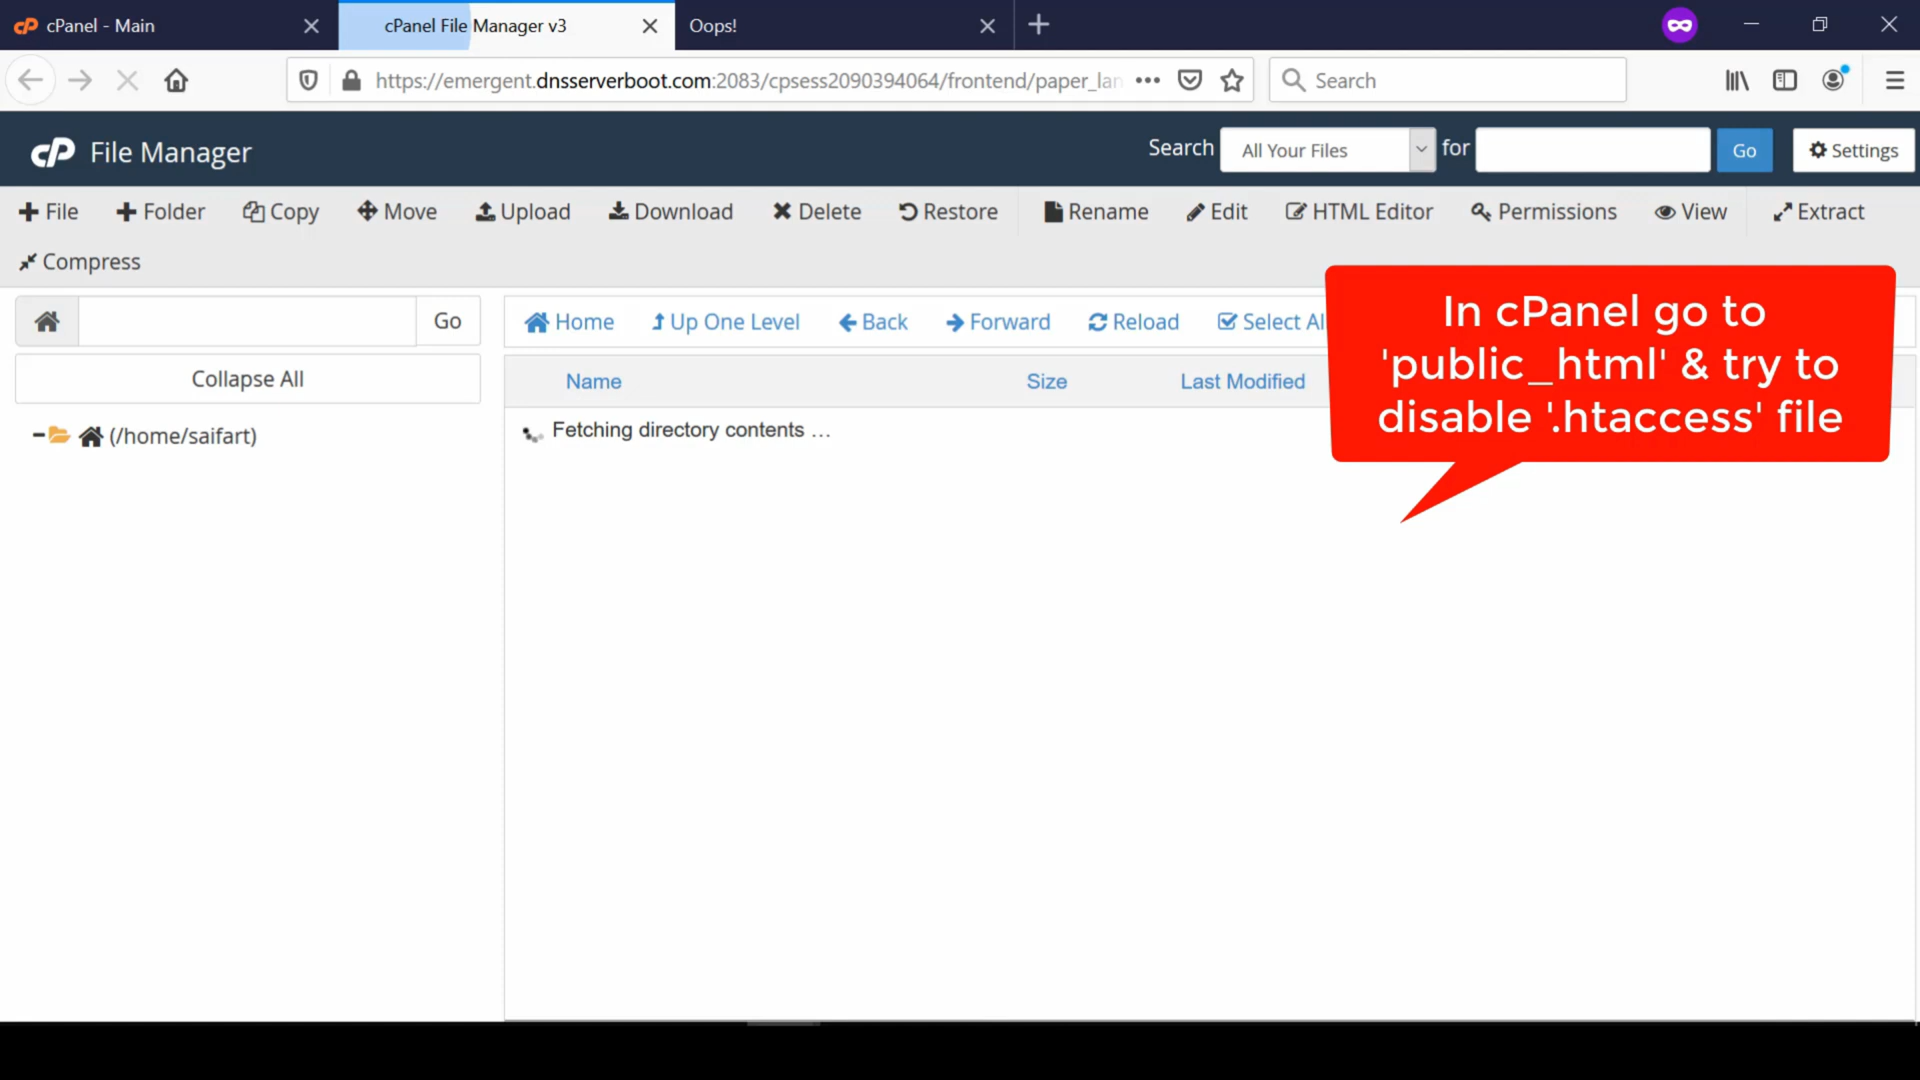 cPanel - Main
cPanel File Manager v3
Oops!
https://emergent.dnsserverboot.com:2083/cpsess2090394064/frontend/paper_lan
Search
cP File Manager
Search All Your Files for Go Settings
File Folder Copy Move Upload Download Delete Restore Rename Edit HTML Editor Permissions View Extract
Compress
Go
Home Up One Level Back Forward Reload Select Al
Collapse All
Name Size Last Modified
(/home/saifart)
Fetching directory contents ...
In cPanel go to
'public_html' & try to
disable '.htaccess' file